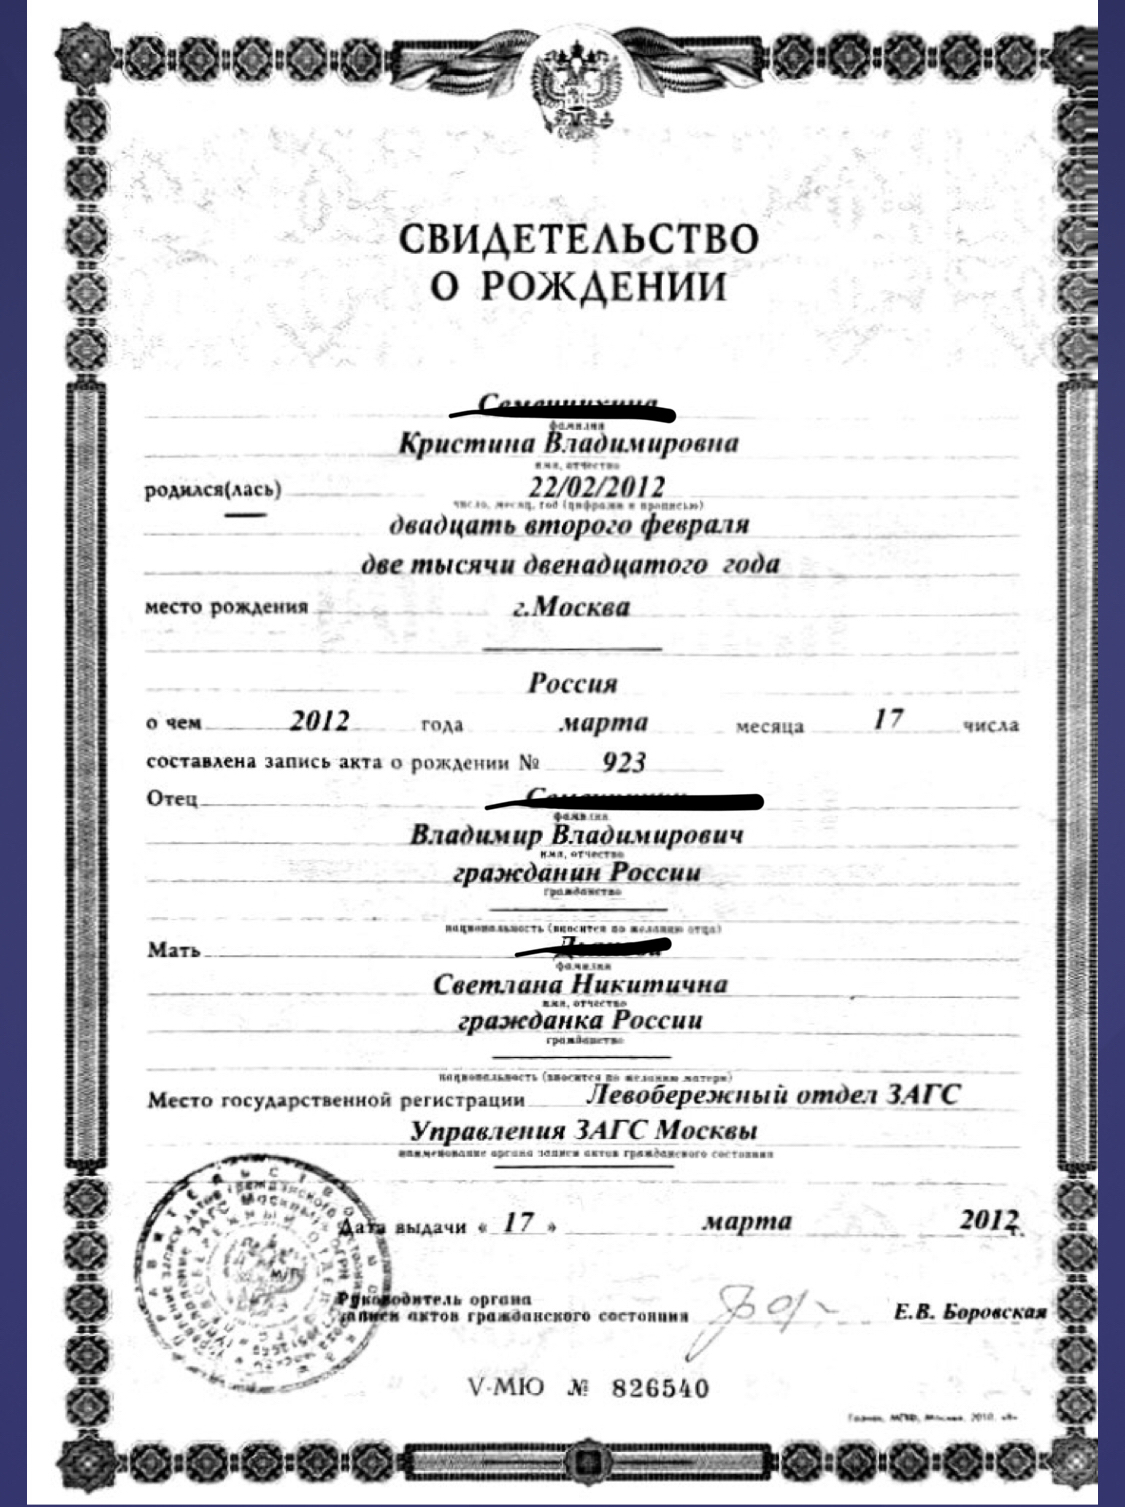 СВИДЕТЕЛЬСТВО
О РОЖДЕНИИ
фамилия
Кристина Владимировна
имя, отчество
родился(лась) 22/02/2012
число, месяц, год (цифрами и прописью)
двадцать второго февраля
две тысячи двенадцатого года
место рождения г.Москва
Россия
о чем 2012 года марта месяца 17 числа
составлена запись акта о рождении № 923
Отец
фамилия
Владимир Владимирович
имя, отчество
гражданин России
гражданство
национальность (вносится по желанию отца)
Мать
фамилия
Светлана Никитична
имя, отчество
гражданка России
гражданство
национальность (вносится по желанию матери)
Место государственной регистрации Левобережный отдел ЗАГС
Управления ЗАГС Москвы
наименование органа записи актов гражданского состояния
Дата выдачи « 17 » марта 2012 г.
М.П.
Руководитель органа
записи актов гражданского состояния Е.В. Боровская
V-МЮ № 826540
Гознак, МПФ, Москва, 2010, «В»